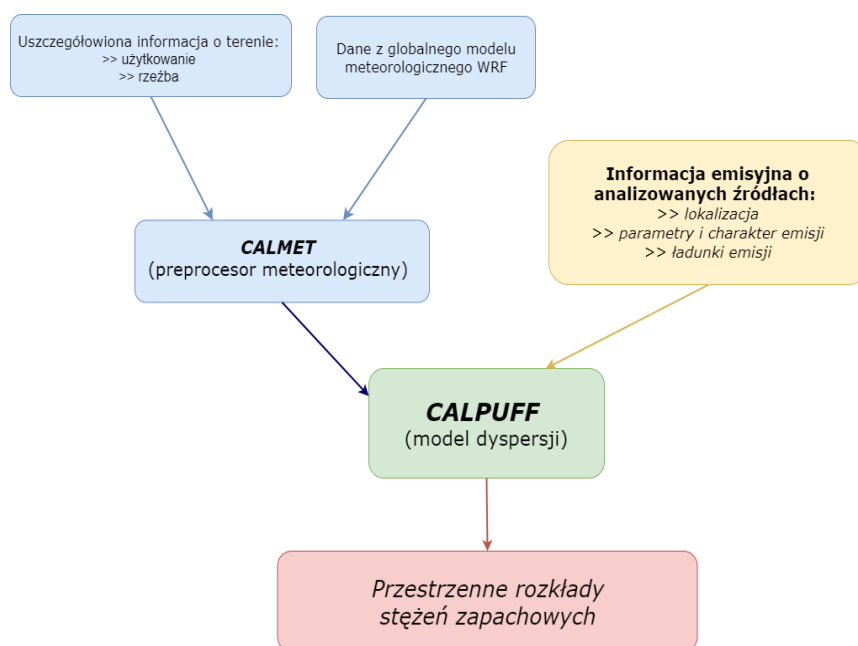 Uszczegółowiona informacja o terenie:
>> użytkowanie
>> rzeźba
Dane z globalnego modelu
meteorologicznego WRF
Informacja emisyjna o
analizowanych źródłach:
>> lokalizacja
>> parametry i charakter emisji
>> ładunki emisji
CALMET
(preprocesor meteorologiczny)
CALPUFF
(model dyspersji)
Przestrzenne rozkłady
stężeń zapachowych